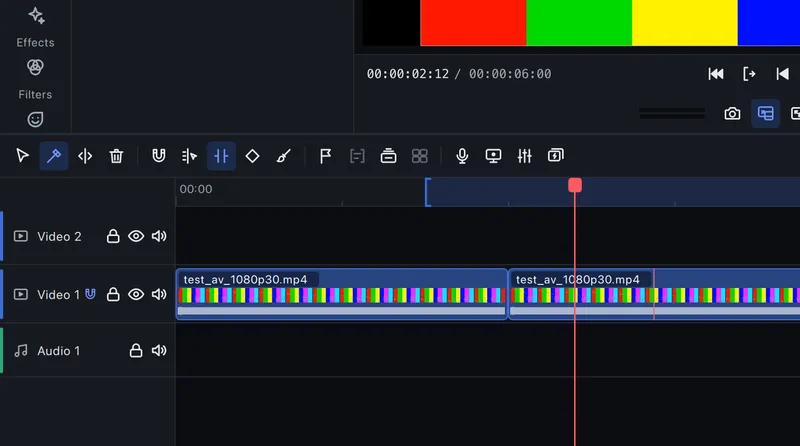 Effects
Filters
00:00:02:12 / 00:00:06:00
00:00
Video 2
test_av_1080p30.mp4 test_av_1080p30.mp4
Video 1
Audio 1